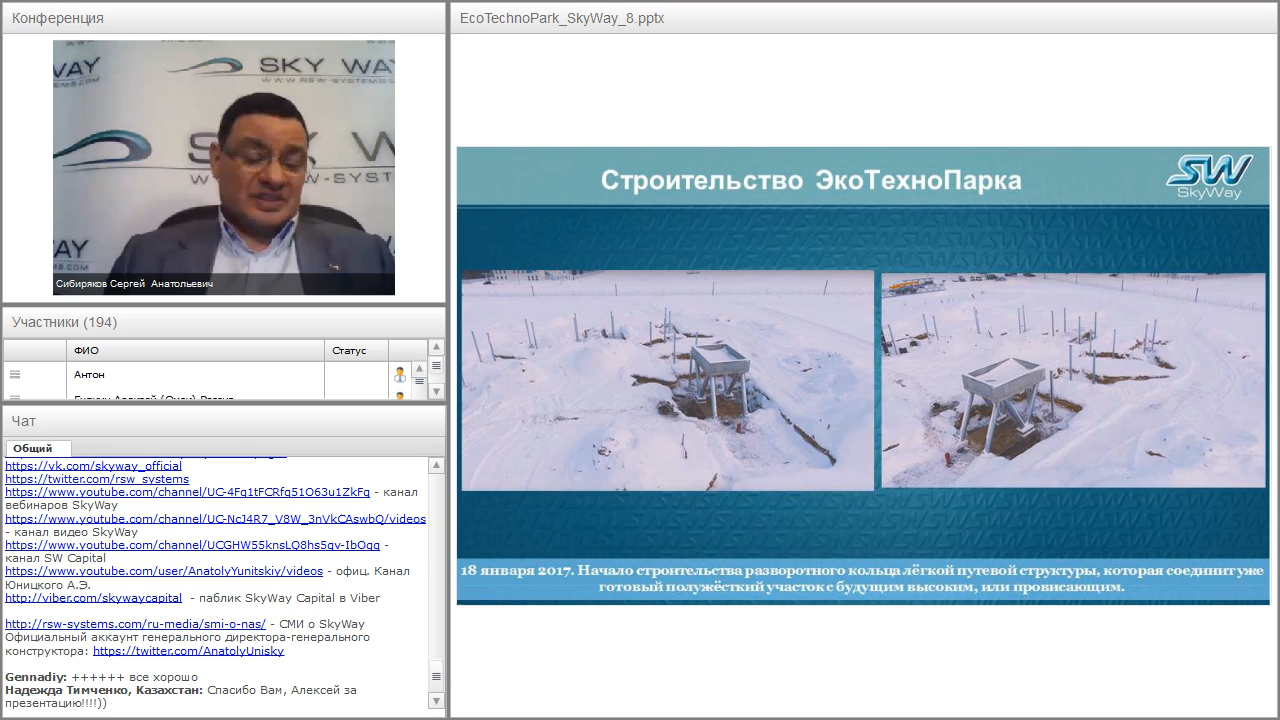 Конференция
SKY WAY
WWW.RSW-SYSTEMS.COM
Сибиряков Сергей Анатольевич
Участники (194)
ФИО
Статус
Антон
Чат
Общий
https://vk.com/skyway_official
https://twitter.com/rsw_systems
https://www.youtube.com/channel/UC-4Fq1tFCRfq51O63u1ZkFg - канал
вебинаров SkyWay
https://www.youtube.com/channel/UC-NcJ4R7_V8W_3nVkCAswbQ/videos
- канал видео SkyWay
https://www.youtube.com/channel/UCGHW55knsLQ8hs5gv-IbOqg -
канал SW Capital
https://www.youtube.com/user/AnatolyYunitskiy/videos - офиц. Канал
Юницкого А.Э.
http://viber.com/skywaycapital - паблик SkyWay Capital в Viber
http://rsw-systems.com/ru-media/smi-o-nas/ - СМИ о SkyWay
Официальный аккаунт генерального директора-генерального
конструктора: https://twitter.com/AnatolyUnisky
Gennadiy: ++++++ все хорошо
Надежда Тимченко, Казахстан: Спасибо Вам, Алексей за
презентацию!!!!))
EcoTechnoPark_SkyWay_8.pptx
Строительство ЭкоТехноПарка
SW
SkyWay
18 января 2017. Начало строительства разворотного кольца лёгкой путевой структуры, которая соединит уже
готовый полужёсткий участок с будущим высоким, или провисающим.